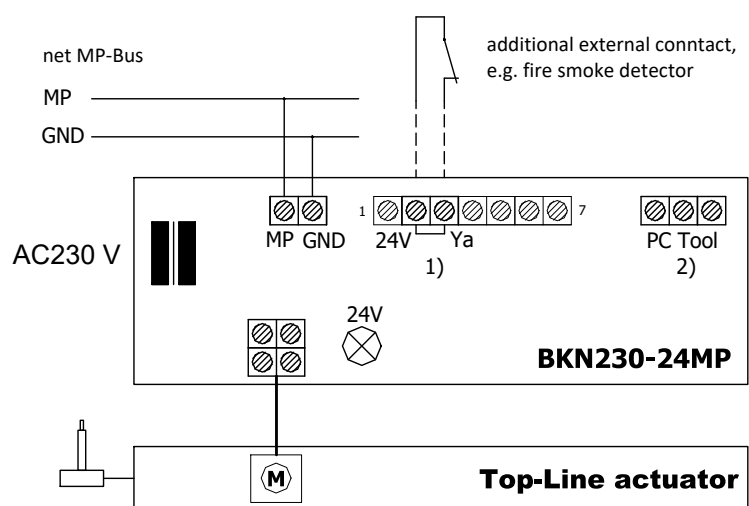 additional external conntact,
e.g. fire smoke detector
net MP-Bus
MP
GND
1 7
MP GND 24V Ya PC Tool
1) 2)
AC230 V
24V
BKN230-24MP
M
Top-Line actuator